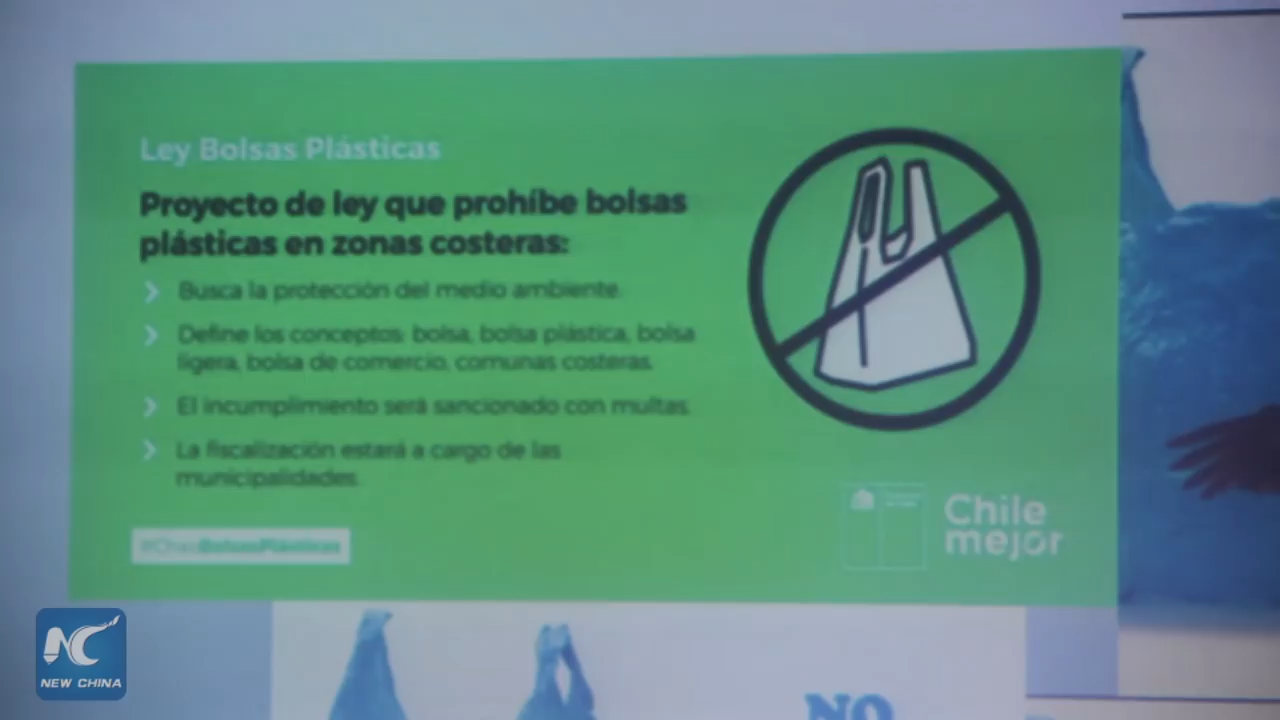 Ley Bolsas Plásticas
Proyecto de ley que prohíbe bolsas
plásticas en zonas costeras:
Busca la protección del medio ambiente.
Define los conceptos: bolsa, bolsa plástica, bolsa
ligera, bolsa de comercio, comunas costeras.
El incumplimiento será sancionado con multas.
La fiscalización estará a cargo de las
municipalidades.
#ChaoBolsasPlásticas
Chile
mejor
NC
NEW CHINA
NO